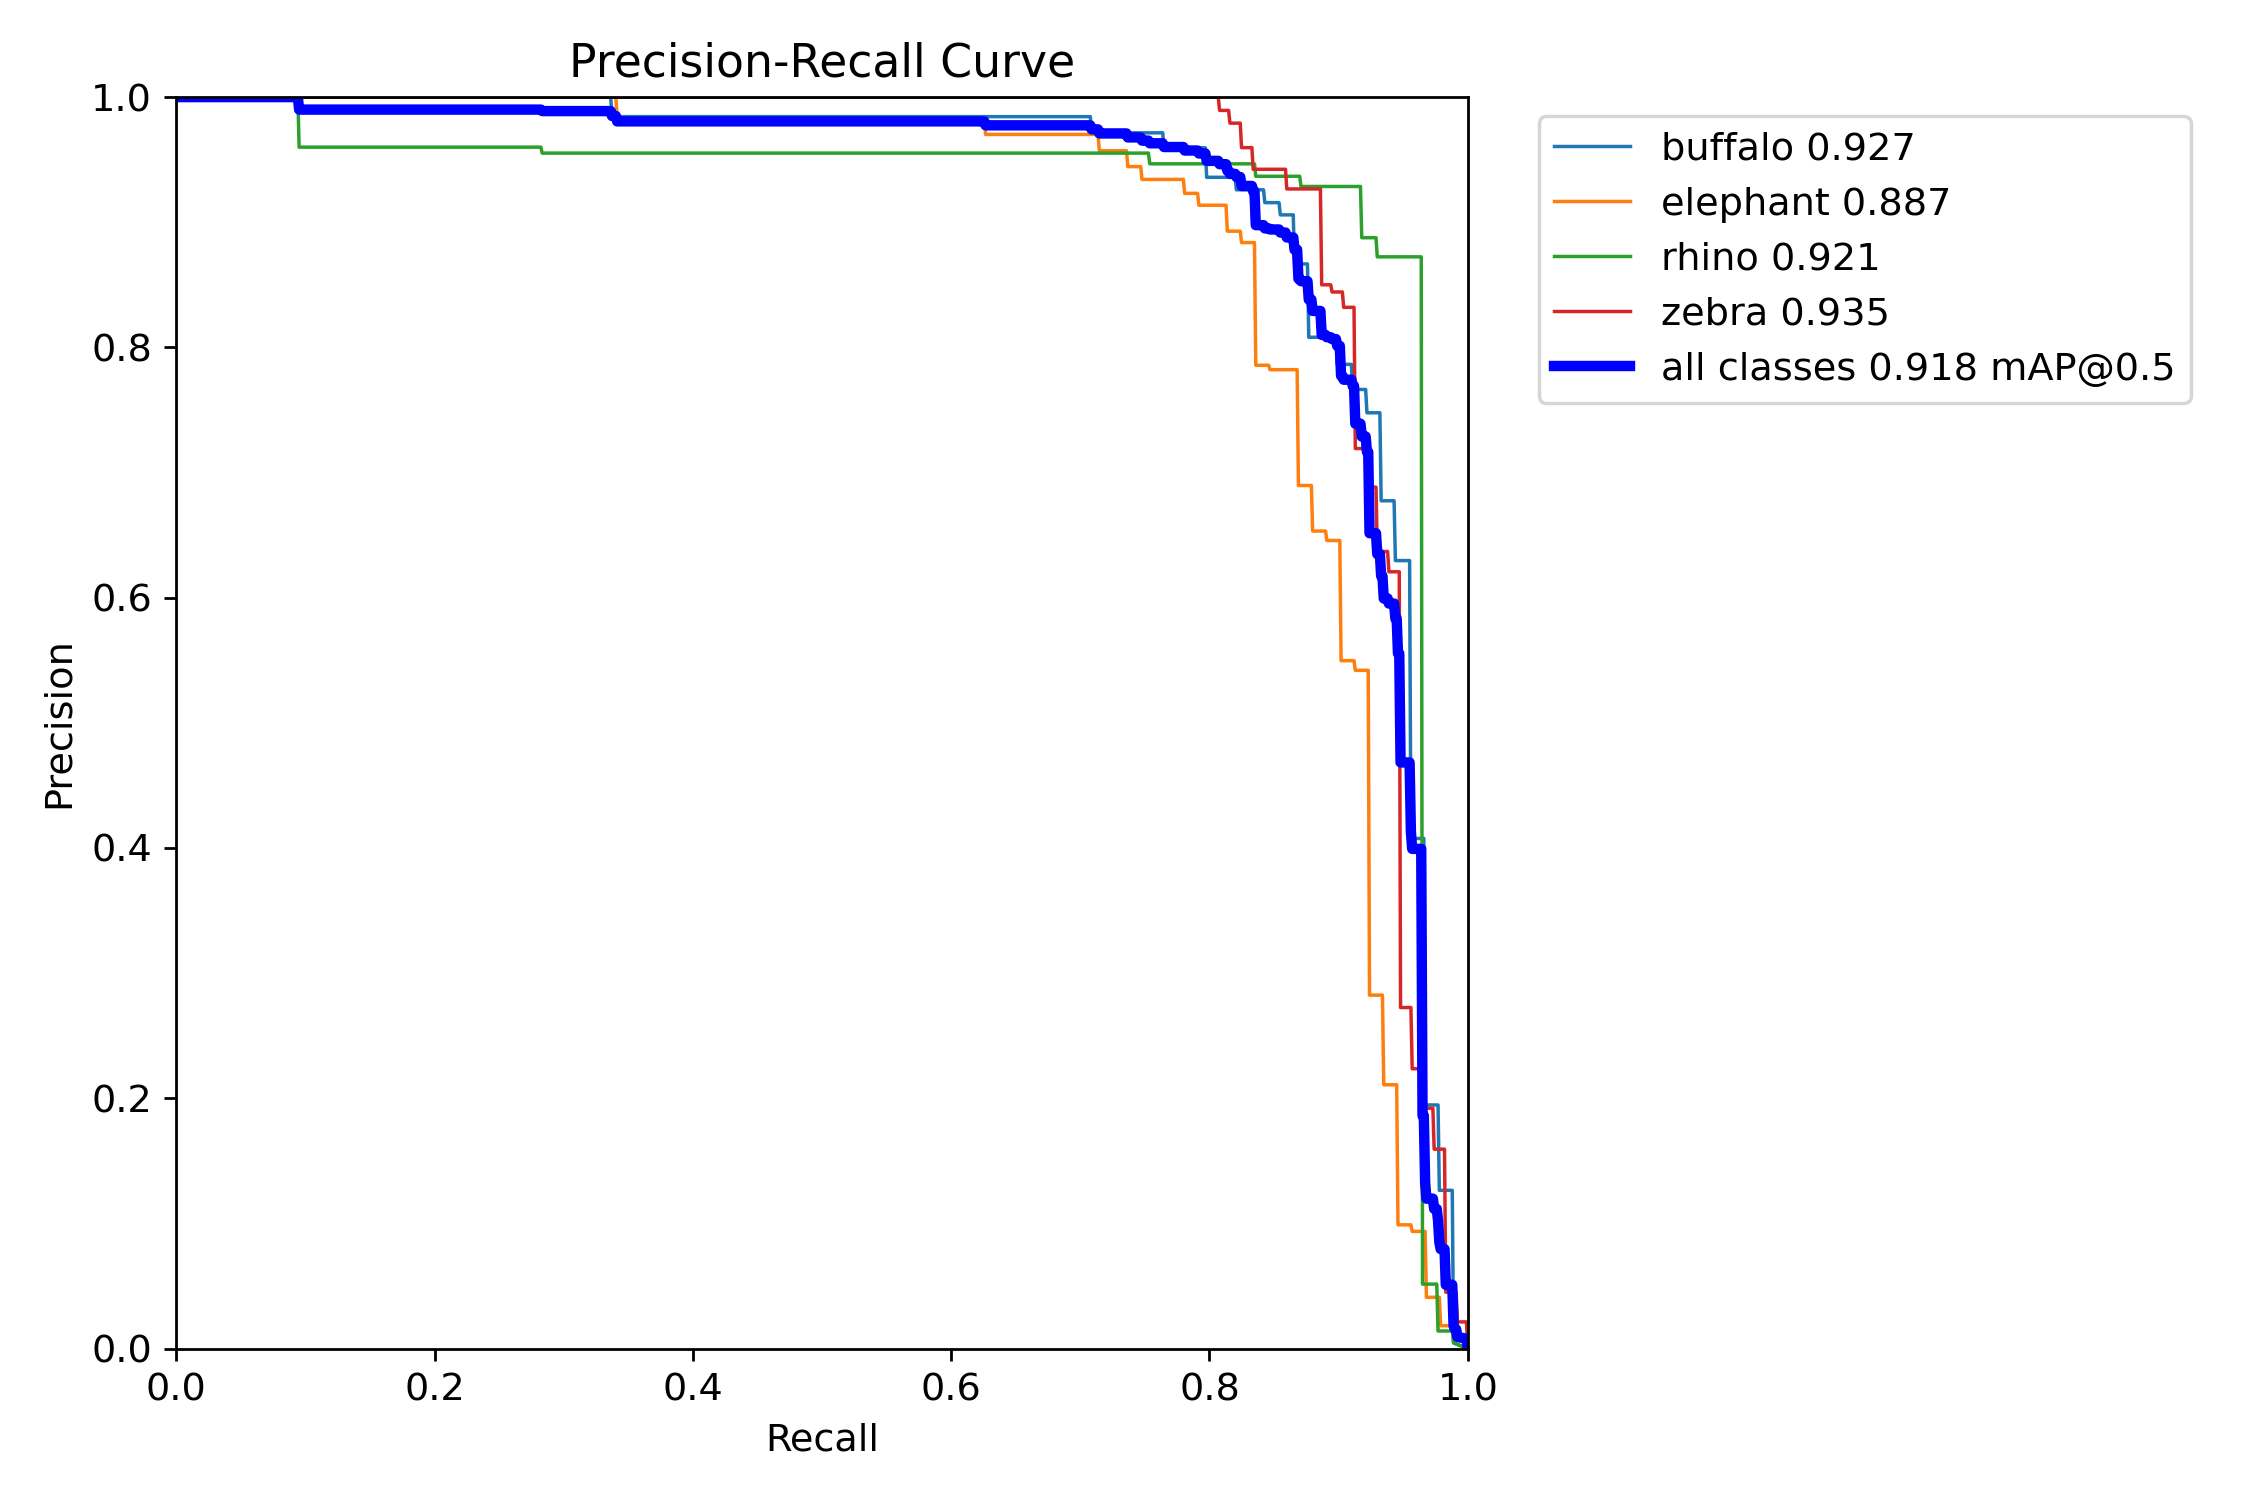 Precision-Recall Curve
1.0
0.8
0.6
0.4
0.2
0.0
Precision
0.0 0.2 0.4 0.6 0.8 1.0
Recall
buffalo 0.927
elephant 0.887
rhino 0.921
zebra 0.935
all classes 0.918 mAP@0.5